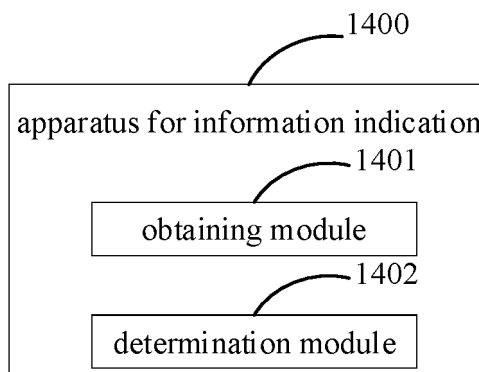 1400
apparatus for information indication
1401
obtaining module
1402
determination module